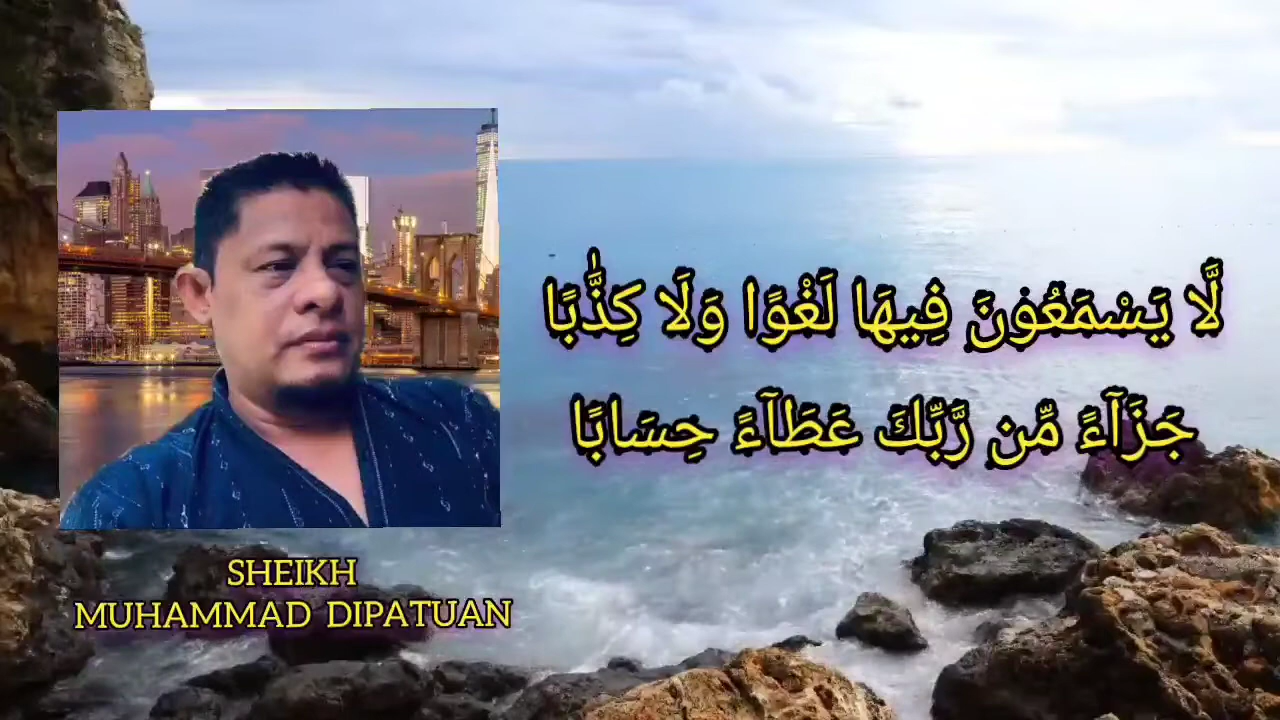 لَّا يَسْمَعُونَ فِيهَا لَغْوًا وَلَا كِذَّٰبًا
جَزَآءً مِّن رَّبِّكَ عَطَآءً حِسَابًا
SHEIKH
MUHAMMAD DIPATUAN